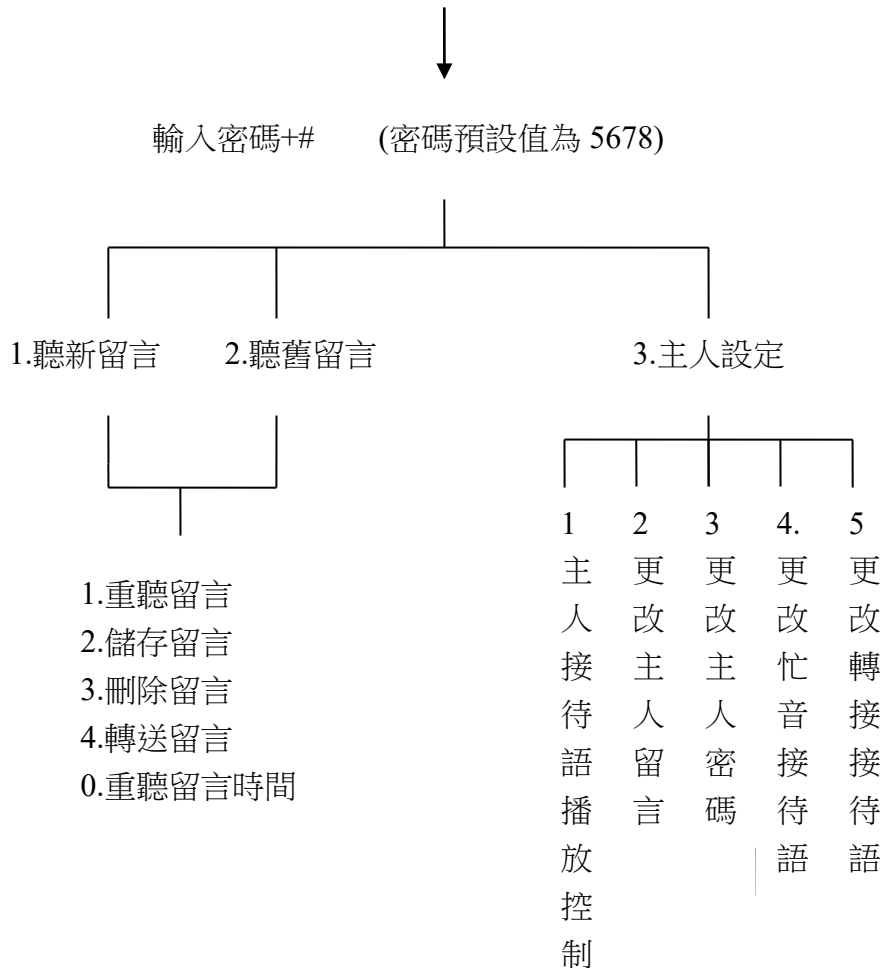 輸入密碼+# (密碼預設值為 5678)
1.聽新留言 2.聽舊留言 3.主人設定
1.重聽留言
2.儲存留言
3.刪除留言
4.轉送留言
0.重聽留言時間
1主人接待語播放控制
2更改主人留言
3更改主人密碼
4.更改忙音接待語
5更改轉接接待語